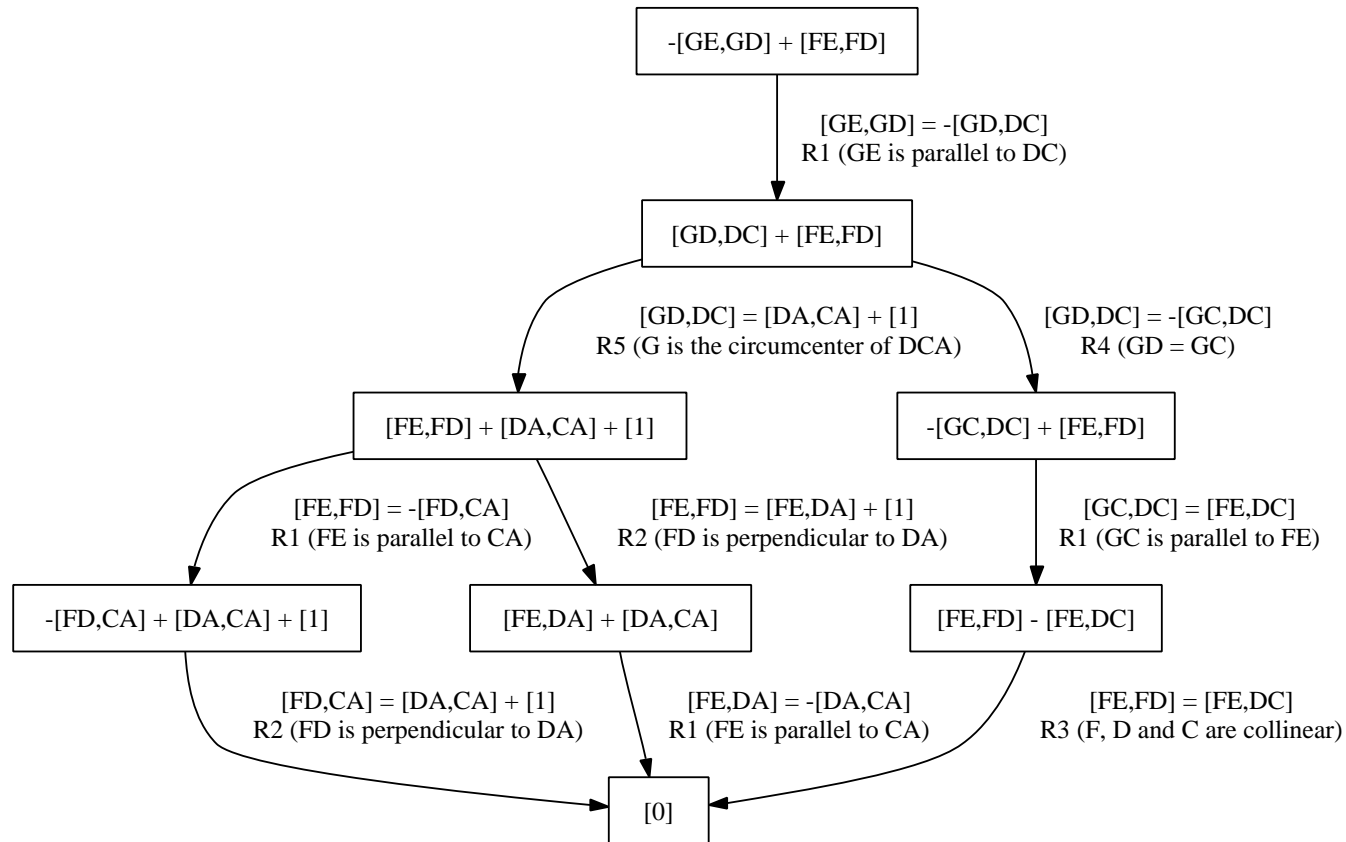 -[GE,GD] + [FE,FD]
[GE,GD] = -[GD,DC]
R1 (GE is parallel to DC)
[GD,DC] + [FE,FD]
[GD,DC] = [DA,CA] + [1]
R5 (G is the circumcenter of DCA)
[GD,DC] = -[GC,DC]
R4 (GD = GC)
[FE,FD] + [DA,CA] + [1]
-[GC,DC] + [FE,FD]
[FE,FD] = -[FD,CA]
R1 (FE is parallel to CA)
[FE,FD] = [FE,DA] + [1]
R2 (FD is perpendicular to DA)
[GC,DC] = [FE,DC]
R1 (GC is parallel to FE)
-[FD,CA] + [DA,CA] + [1]
[FE,DA] + [DA,CA]
[FE,FD] - [FE,DC]
[FD,CA] = [DA,CA] + [1]
R2 (FD is perpendicular to DA)
[FE,DA] = -[DA,CA]
R1 (FE is parallel to CA)
[FE,FD] = [FE,DC]
R3 (F, D and C are collinear)
[0]